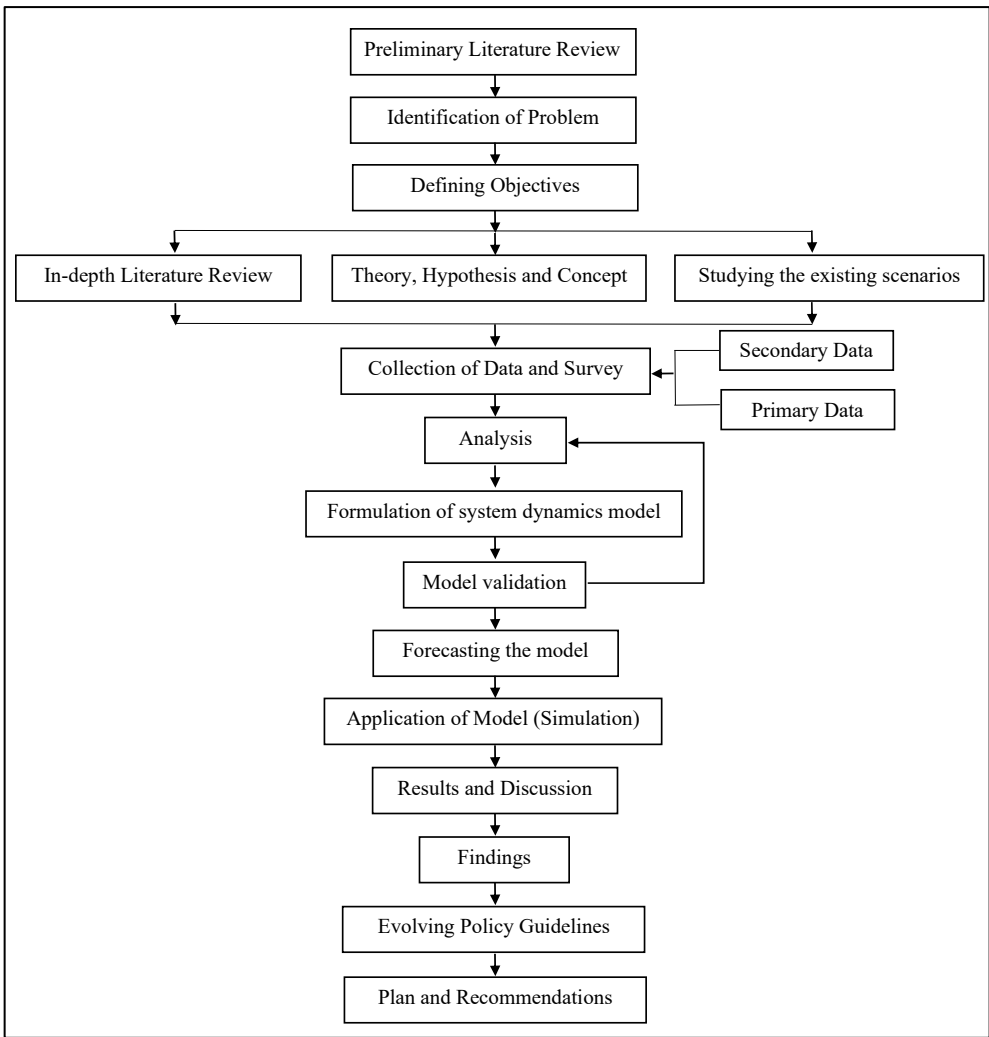 Preliminary Literature Review
Identification of Problem
Defining Objectives
In-depth Literature Review
Theory, Hypothesis and Concept
Studying the existing scenarios
Collection of Data and Survey
Secondary Data
Primary Data
Analysis
Formulation of system dynamics model
Model validation
Forecasting the model
Application of Model (Simulation)
Results and Discussion
Findings
Evolving Policy Guidelines
Plan and Recommendations